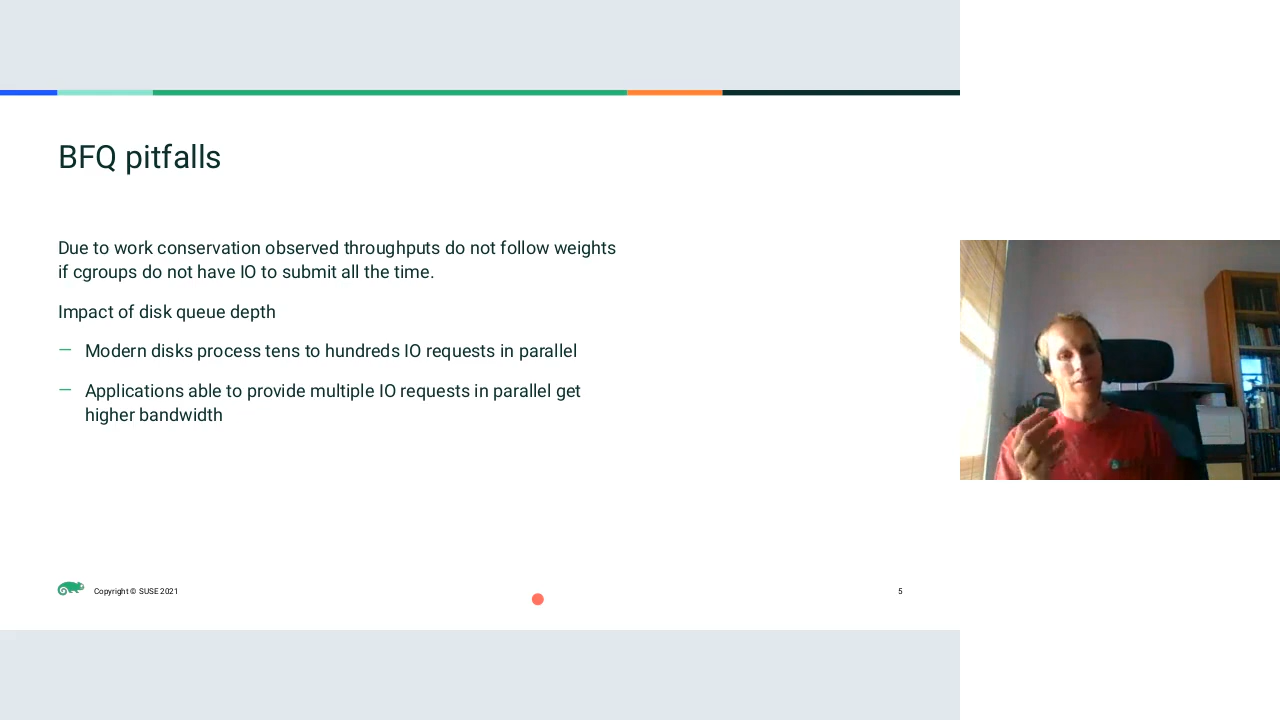 BFQ pitfalls
Due to work conservation observed throughputs do not follow weights
if cgroups do not have IO to submit all the time.
Impact of disk queue depth
— Modern disks process tens to hundreds IO requests in parallel
— Applications able to provide multiple IO requests in parallel get
higher bandwidth
Copyright © SUSE 2021
5